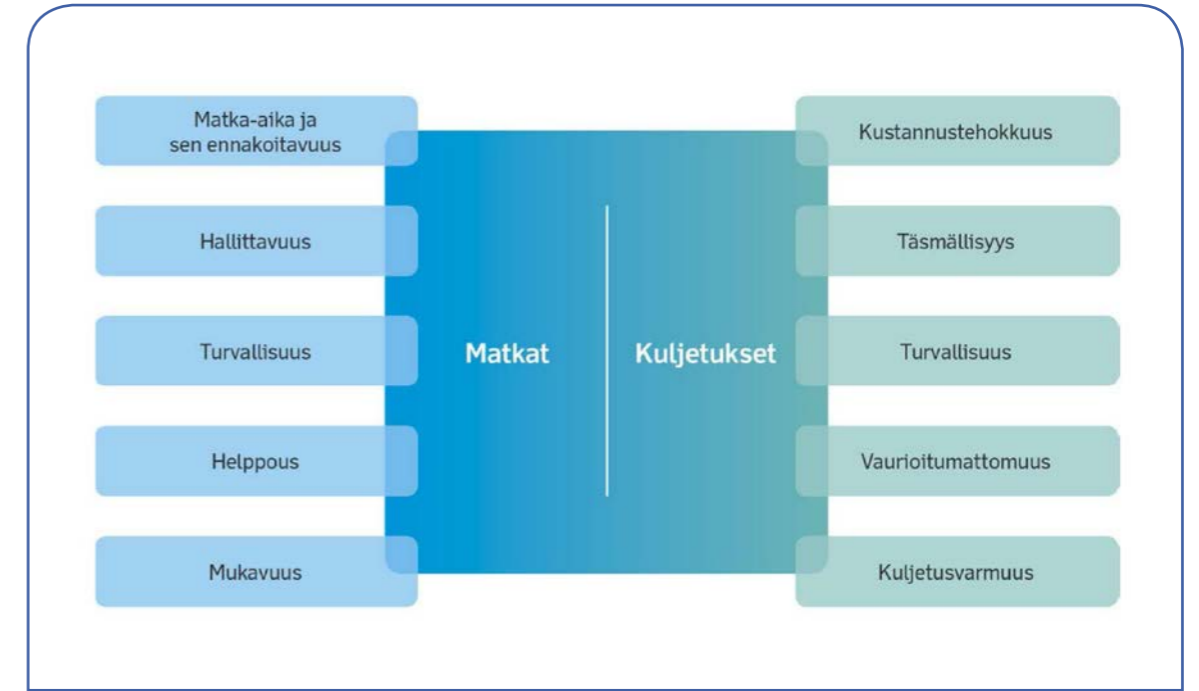 Matka-aika ja
sen ennakoitavuus
Hallittavuus
Turvallisuus
Helppous
Mukavuus
Matkat
Kuljetukset
Kustannustehokkuus
Täsmällisyys
Turvallisuus
Vaurioitumattomuus
Kuljetusvarmuus